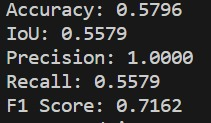 Accuracy: 0.5796
IoU: 0.5579
Precision: 1.0000
Recall: 0.5579
F1 Score: 0.7162